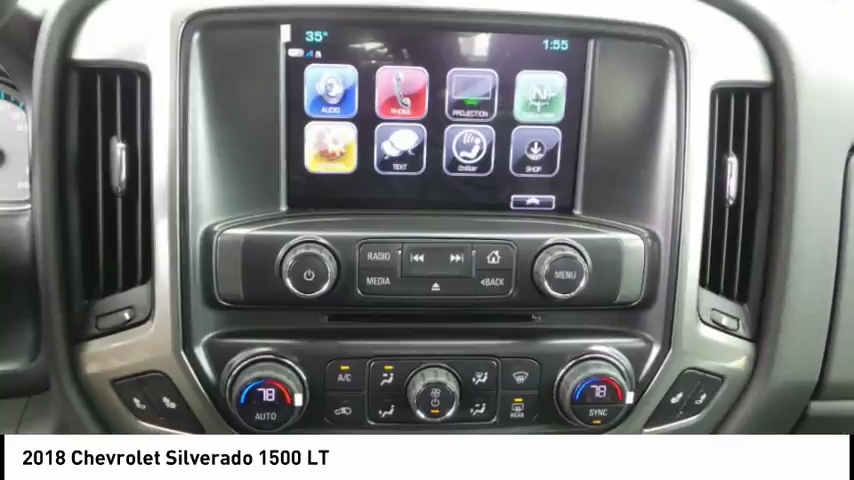 35° 1:55
AUDIO PHONE PROJECTION
TEXT OnStar SHOP
RADIO
MEDIA BACK MENU
78 A/C 78
AUTO REAR SYNC
2018 Chevrolet Silverado 1500 LT